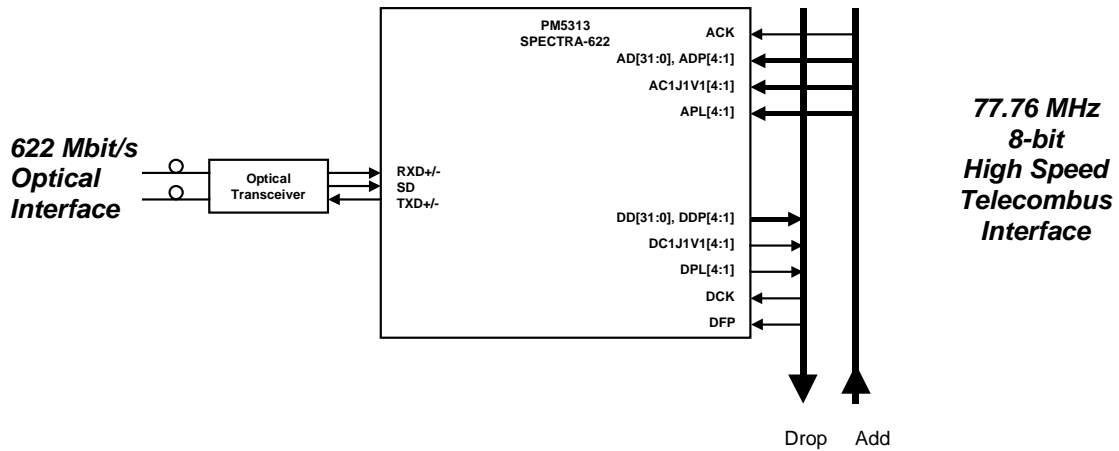 PM5313
SPECTRA-622
ACK
AD[31:0], ADP[4:1]
AC1J1V1[4:1]
APL[4:1]
622 Mbit/s
Optical
Interface
Optical
Transceiver
RXD+/-
SD
TXD+/-
DD[31:0], DDP[4:1]
DC1J1V1[4:1]
DPL[4:1]
DCK
DFP
77.76 MHz
8-bit
High Speed
Telecombus
Interface
Drop Add